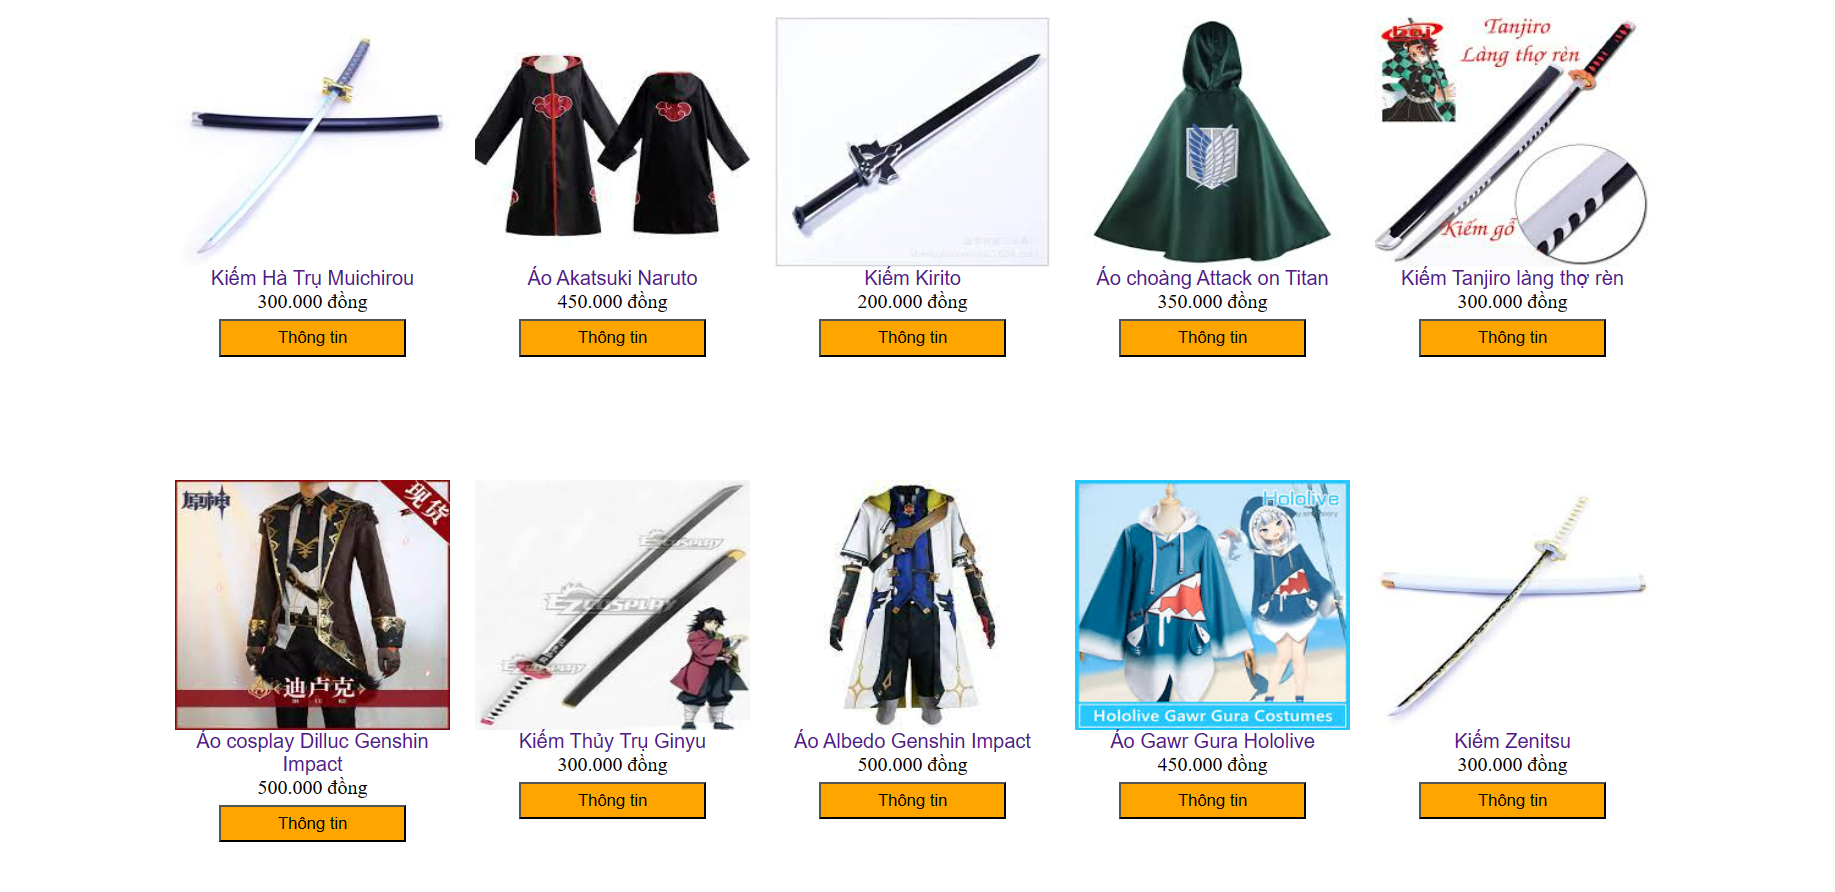 Tanjiro
Làng thợ rèn
Kiếm gỗ
Kiếm Hà Trụ Muichirou
300.000 đồng
Thông tin
Áo Akatsuki Naruto
450.000 đồng
Thông tin
Kiếm Kirito
200.000 đồng
Thông tin
Áo choàng Attack on Titan
350.000 đồng
Thông tin
Kiếm Tanjiro làng thợ rèn
300.000 đồng
Thông tin
原神
现货
迪卢克
Áo cosplay Dilluc Genshin
Impact
500.000 đồng
Thông tin
EZCOSPLAY
EZCOSPLAY
EZCOSPLAY
Kiếm Thủy Trụ Ginyu
300.000 đồng
Thông tin
Áo Albedo Genshin Impact
500.000 đồng
Thông tin
Hololive
Hololive Gawr Gura Costumes
Áo Gawr Gura Hololive
450.000 đồng
Thông tin
Kiếm Zenitsu
300.000 đồng
Thông tin